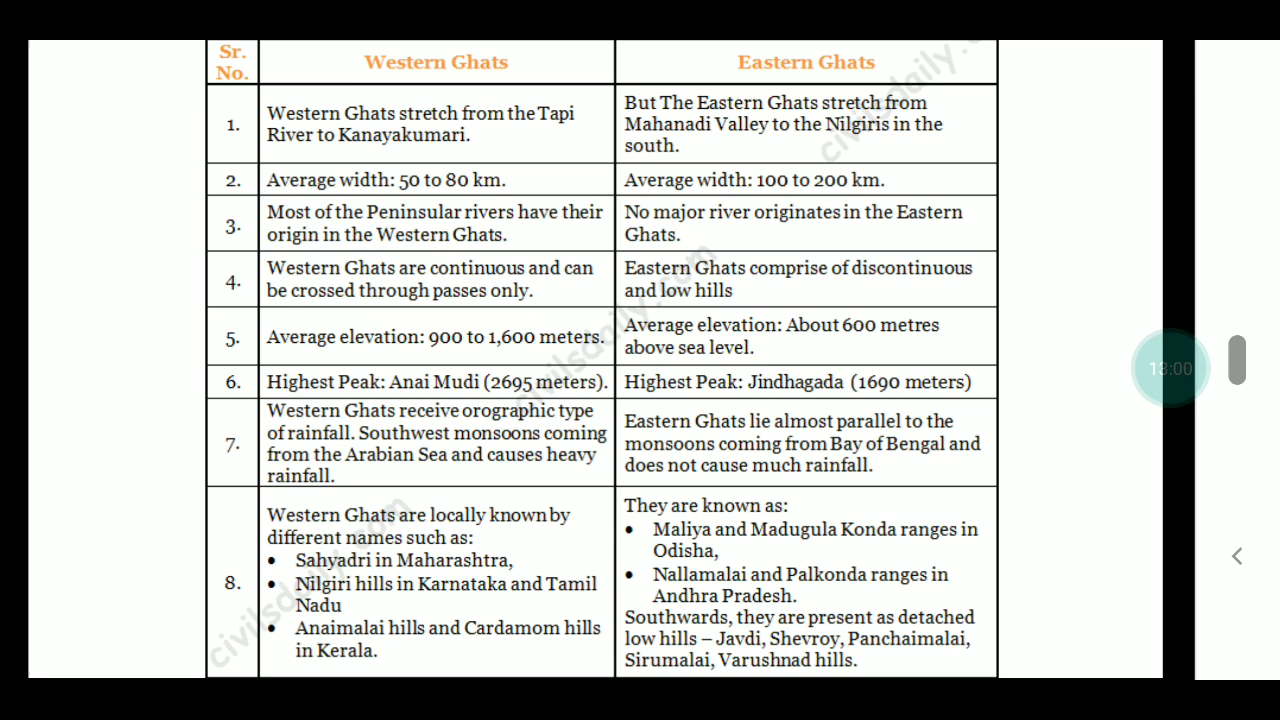 Sr. No.
Western Ghats
Eastern Ghats
1.
Western Ghats stretch from the Tapi
River to Kanayakumari.
But The Eastern Ghats stretch from
Mahanadi Valley to the Nilgiris in the
south.
2.
Average width: 50 to 80 km.
Average width: 100 to 200 km.
3.
Most of the Peninsular rivers have their
origin in the Western Ghats.
No major river originates in the Eastern
Ghats.
4.
Western Ghats are continuous and can
be crossed through passes only.
Eastern Ghats comprise of discontinuous
and low hills
5.
Average elevation: 900 to 1,600 meters.
Average elevation: About 600 metres
above sea level.
6.
Highest Peak: Anai Mudi (2695 meters).
Highest Peak: Jindhagada (1690 meters)
7.
Western Ghats receive orographic type
of rainfall. Southwest monsoons coming
from the Arabian Sea and causes heavy
rainfall.
Eastern Ghats lie almost parallel to the
monsoons coming from Bay of Bengal and
does not cause much rainfall.
8.
Western Ghats are locally known by
different names such as:
• Sahyadri in Maharashtra,
• Nilgiri hills in Karnataka and Tamil
Nadu
• Anaimalai hills and Cardamom hills
in Kerala.
They are known as:
• Maliya and Madugula Konda ranges in
Odisha,
• Nallamalai and Palkonda ranges in
Andhra Pradesh.
Southwards, they are present as detached
low hills – Javdi, Shevroy, Panchaimalai,
Sirumalai, Varushnad hills.
civilsdaily.com
civilsdaily.com
civilsdaily.c
13:00